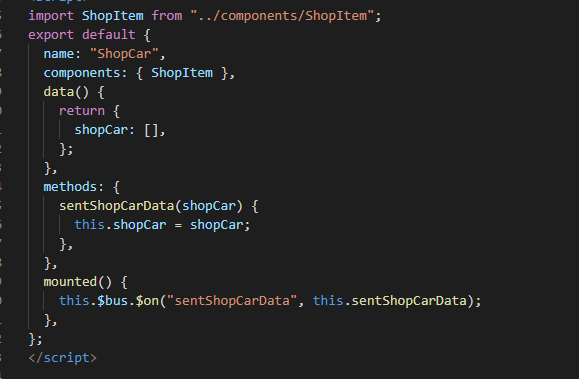 import ShopItem from "../components/ShopItem";
export default {
  name: "ShopCar",
  components: { ShopItem },
  data() {
    return {
      shopCar: [],
    };
  },
  methods: {
    sentShopCarData(shopCar) {
      this.shopCar = shopCar;
    },
  },
  mounted() {
    this.$bus.$on("sentShopCarData", this.sentShopCarData);
  },
};
</script>